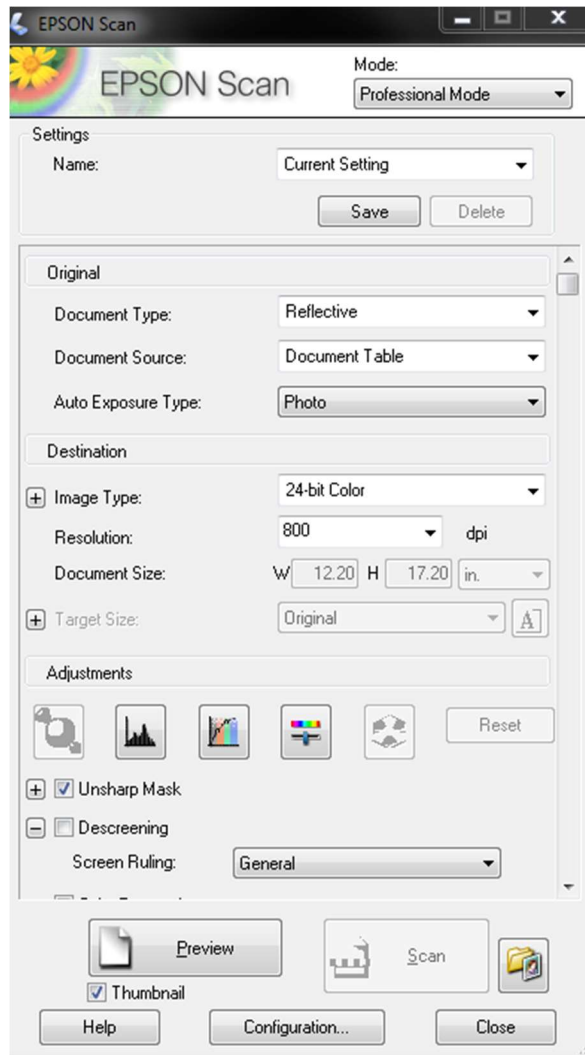 EPSON Scan
EPSON Scan
Mode:
Professional Mode
Settings
Name: Current Setting
Save Delete
Original
Document Type: Reflective
Document Source: Document Table
Auto Exposure Type: Photo
Destination
Image Type: 24-bit Color
Resolution: 800 dpi
Document Size: W 12.20 H 17.20 in.
Target Size: Original A
Adjustments
Reset
Unsharp Mask
Descreening
Screen Ruling: General
Preview Scan
Thumbnail
Help Configuration... Close